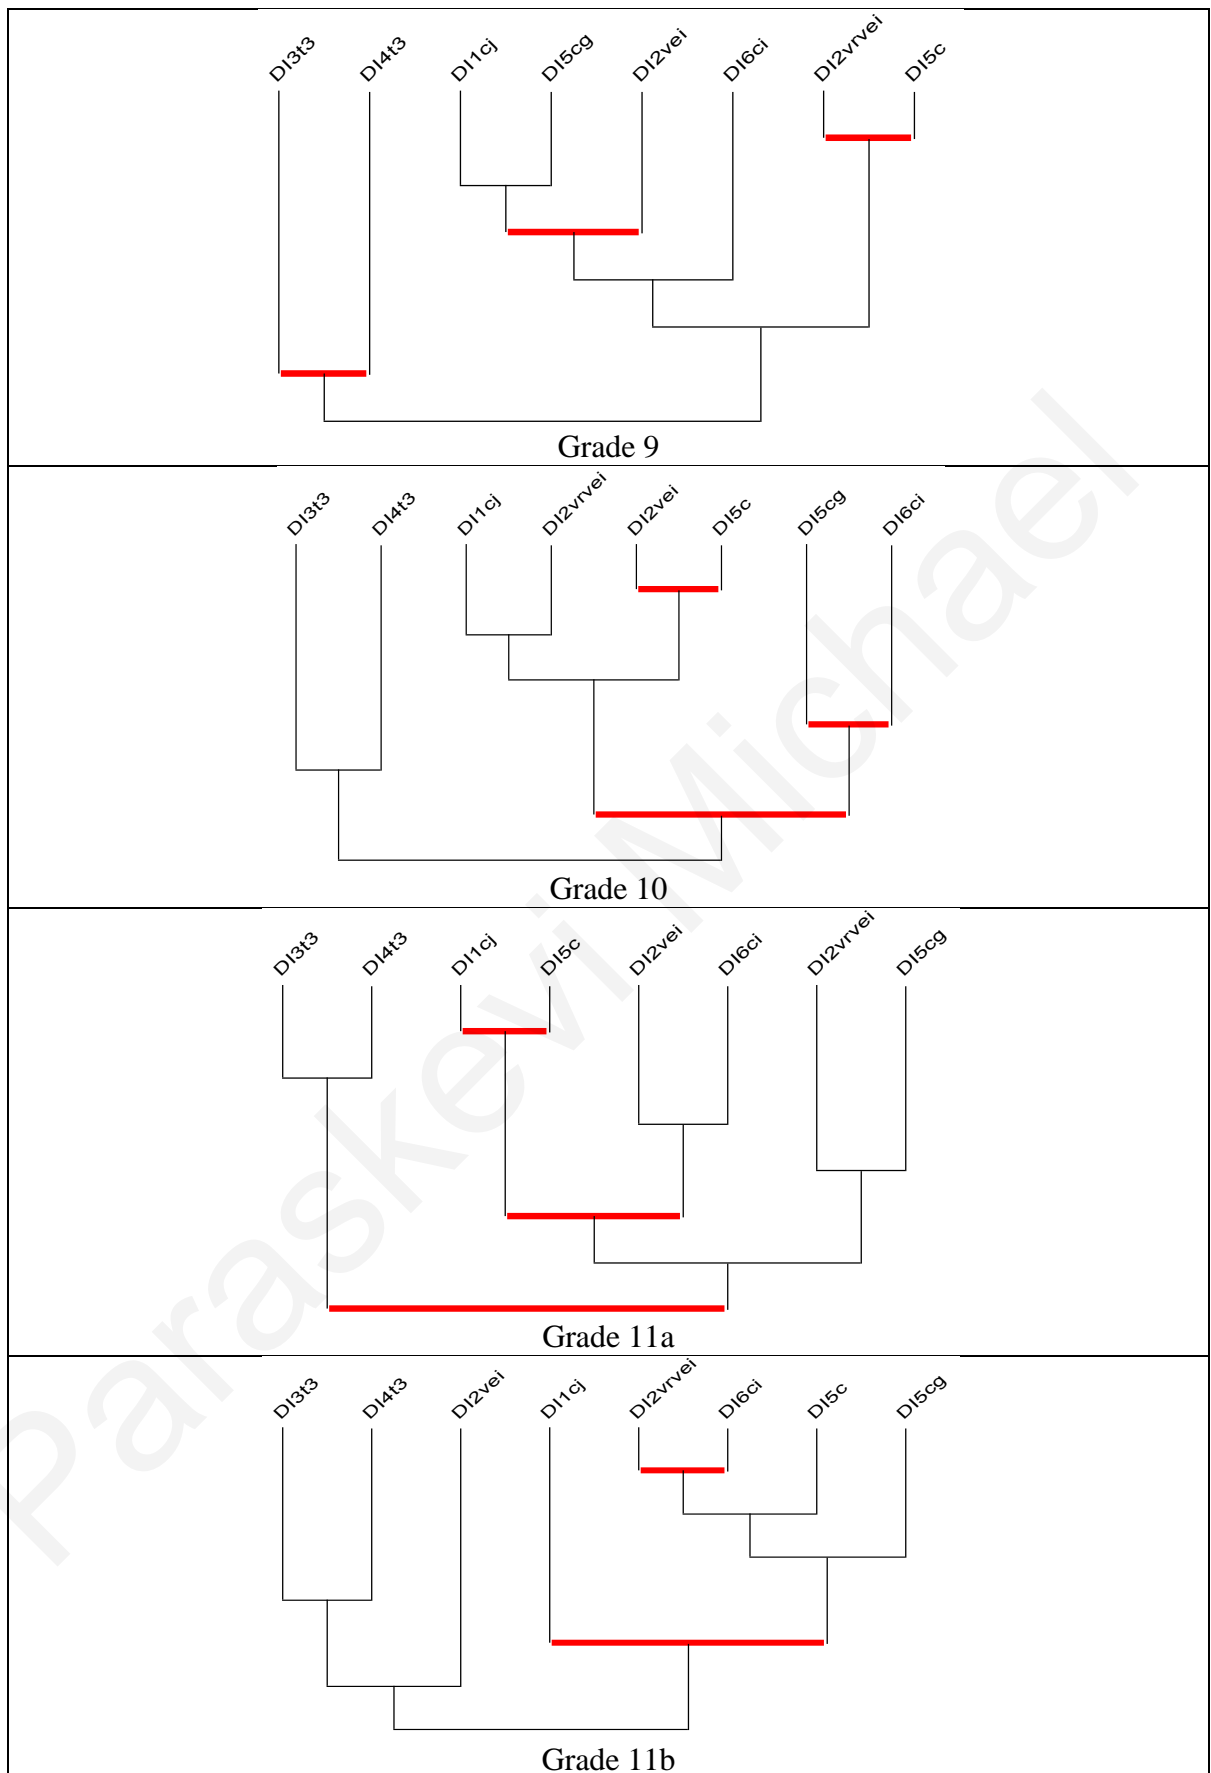 DI3t3 DI4t3 DI1cj DI5cg DI2vei DI6ci DI2vrvei DI5c
Grade 9
DI3t3 DI4t3 DI1cj DI2vrvei DI2vei DI5c DI5cg DI6ci
Grade 10
DI3t3 DI4t3 DI1cj DI5c DI2vei DI6ci DI2vrvei DI5cg
Grade 11a
DI3t3 DI4t3 DI2vei DI1cj DI2vrvei DI6ci DI5c DI5cg
Grade 11b
Paraskevi Michael